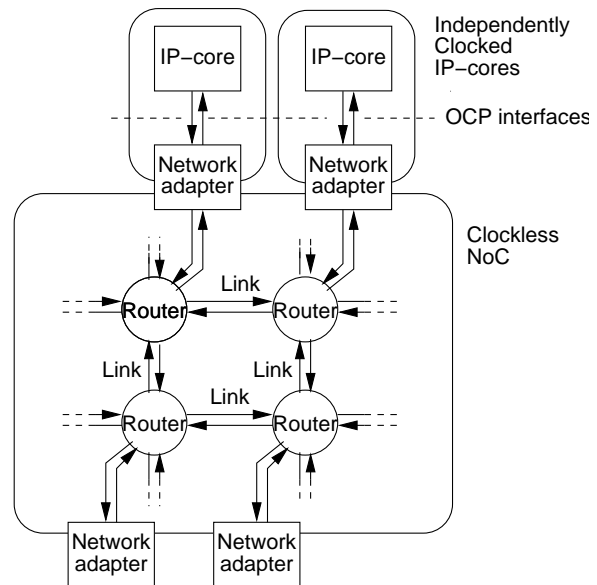 Independently
Clocked
IP−cores
IP−core
IP−core
OCP interfaces
Network
adapter
Network
adapter
Clockless
NoC
Link
Router
Router
Link
Link
Link
Router
Router
Network
adapter
Network
adapter